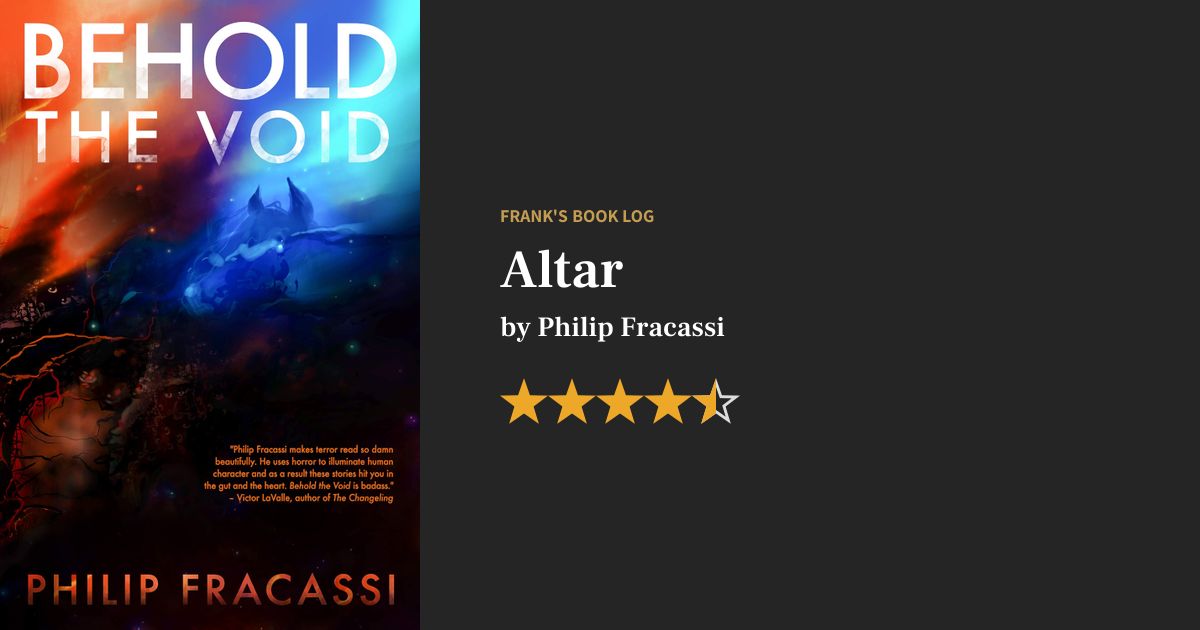 BEHOLD
THE VOID
"Philip Fracassi makes terror read so damn
beautifully. He uses horror to illuminate human
character and as a result these stories hit you in
the gut and the heart. Behold the Void is badass."
– Victor LaValle, author of The Changeling
PHILIP FRACASSI
FRANK'S BOOK LOG
Altar
by Philip Fracassi